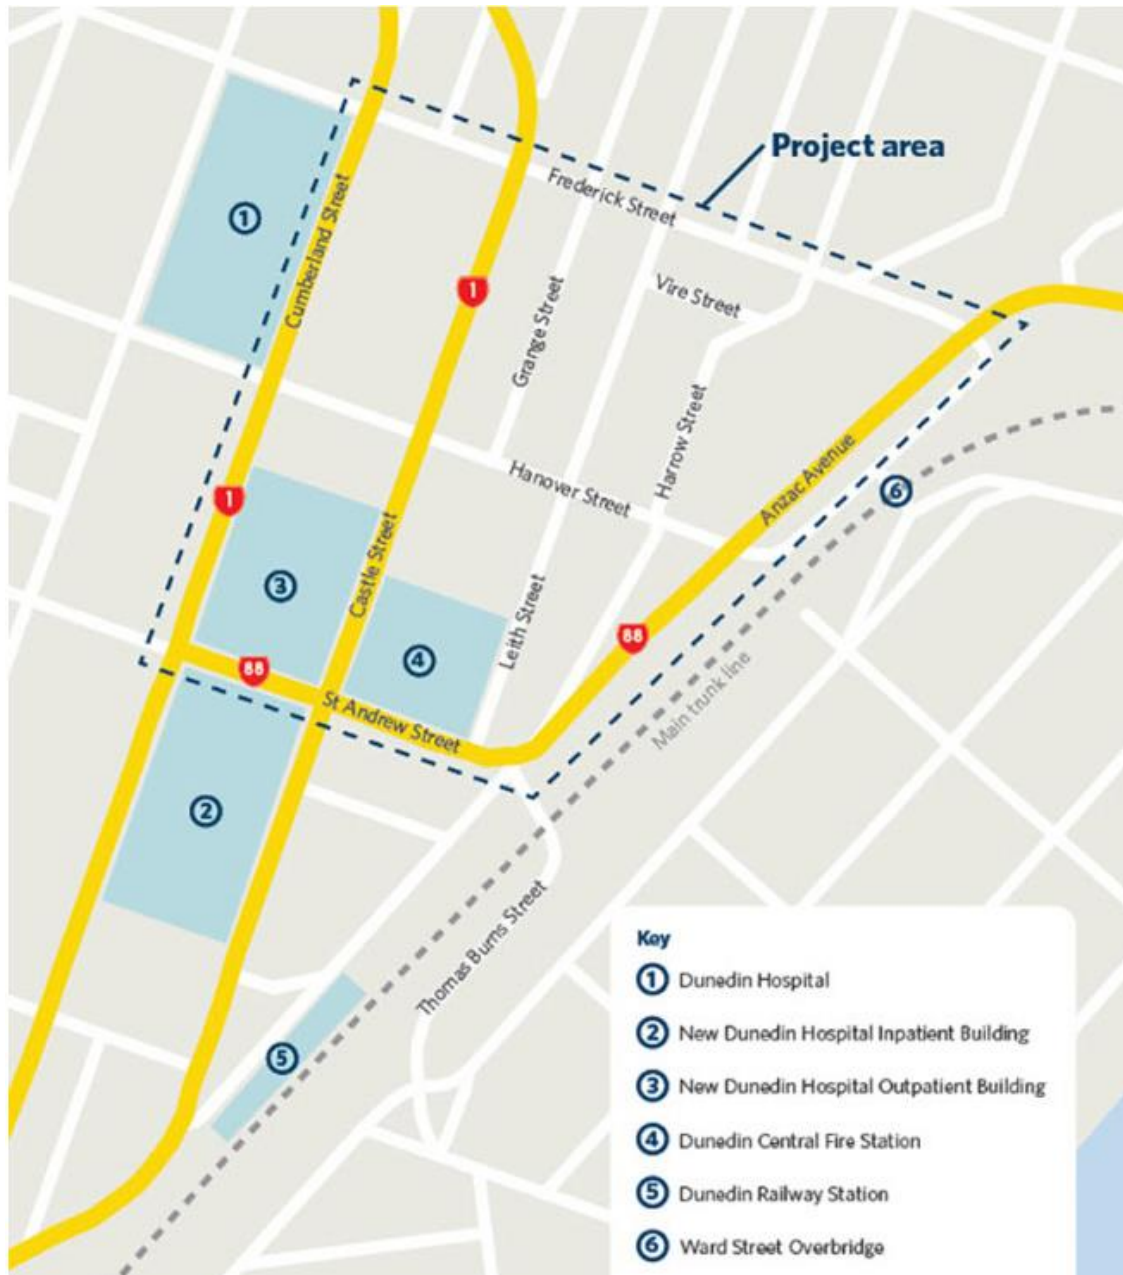 Project area
Frederick Street
1
Cumberland Street
1
Vire Street
Grange Street
Harrow Street
Anzac Avenue
Hanover Street
1
6
3
Castle Street
Leith Street
88
4
88
St Andrew Street
Main trunk line
2
Thomas Burns Street
5
Key
1 Dunedin Hospital
2 New Dunedin Hospital Inpatient Building
3 New Dunedin Hospital Outpatient Building
4 Dunedin Central Fire Station
5 Dunedin Railway Station
6 Ward Street Overbridge